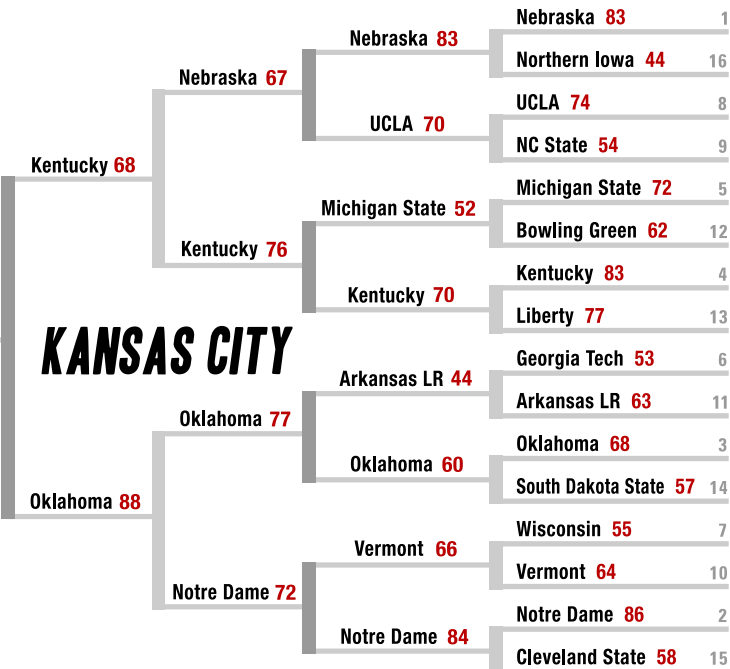 Nebraska 83 1
Nebraska 83
Northern Iowa 44 16
Nebraska 67
UCLA 74 8
UCLA 70
NC State 54 9
Kentucky 68
Michigan State 72 5
Michigan State 52
Bowling Green 62 12
Kentucky 76
Kentucky 83 4
Kentucky 70
Liberty 77 13
KANSAS CITY
Georgia Tech 53 6
Arkansas LR 44
Arkansas LR 63 11
Oklahoma 77
Oklahoma 68 3
Oklahoma 60
South Dakota State 57 14
Oklahoma 88
Wisconsin 55 7
Vermont 66
Vermont 64 10
Notre Dame 72
Notre Dame 86 2
Notre Dame 84
Cleveland State 58 15